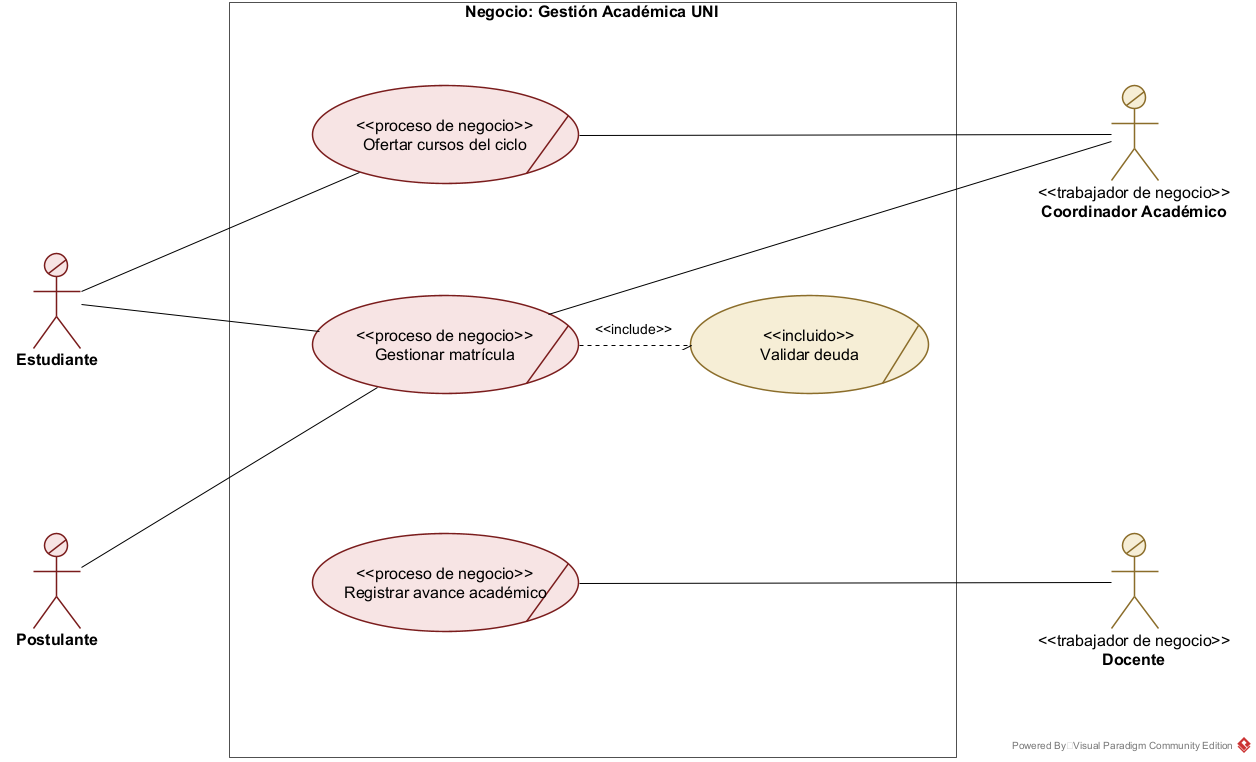 Negocio: Gestión Académica UNI
<<proceso de negocio>>
Ofertar cursos del ciclo
<<trabajador de negocio>>
Coordinador Académico
Estudiante
<<proceso de negocio>>
Gestionar matrícula
<<include>>
<<incluido>>
Validar deuda
<<proceso de negocio>>
Registrar avance académico
Postulante
<<trabajador de negocio>>
Docente
Powered By Visual Paradigm Community Edition